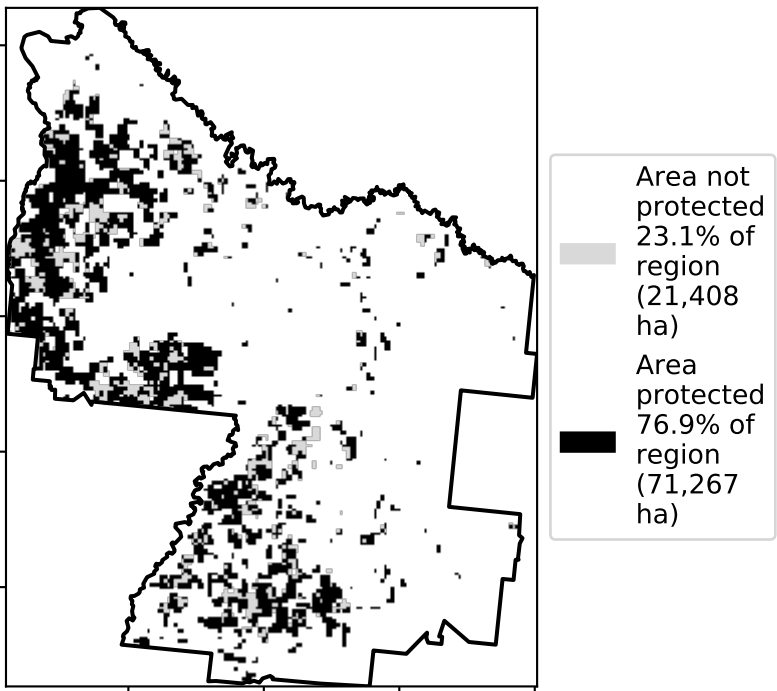 Area not
protected
23.1% of
region
(21,408
ha)
Area
protected
76.9% of
region
(71,267
ha)